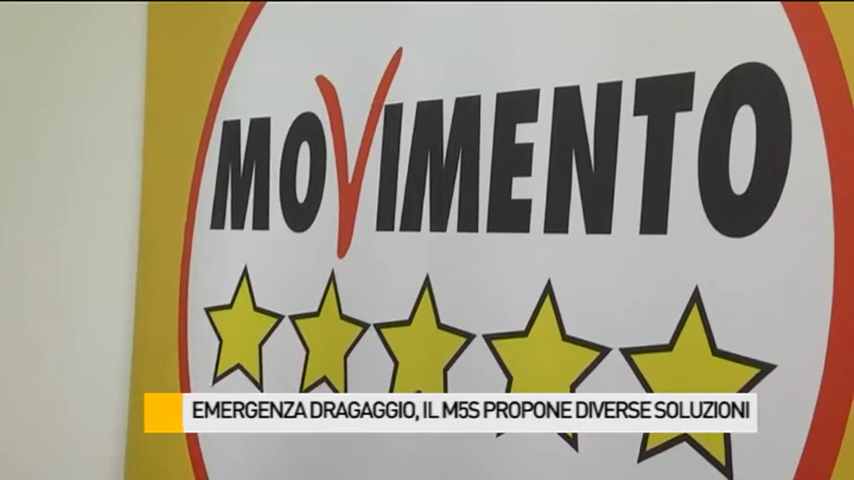 MOVIMENTO
EMERGENZA DRAGAGGIO, IL M5S PROPONE DIVERSE SOLUZIONI